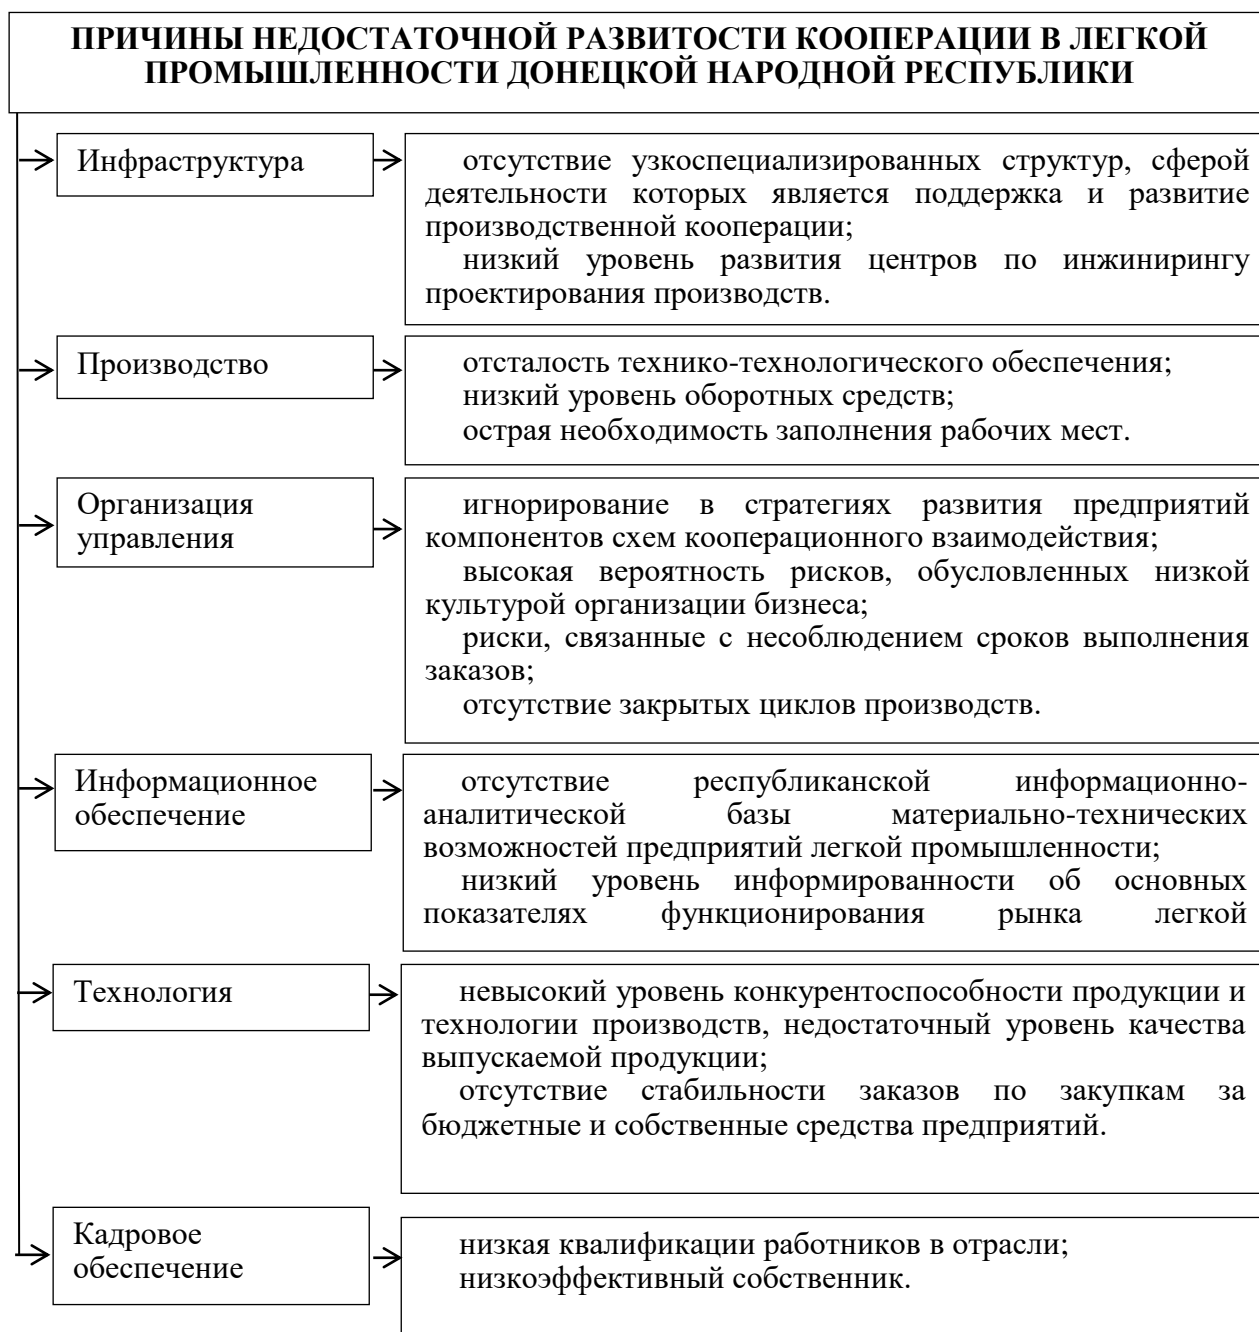 ПРИЧИНЫ НЕДОСТАТОЧНОЙ РАЗВИТОСТИ КООПЕРАЦИИ В ЛЕГКОЙ
ПРОМЫШЛЕННОСТИ ДОНЕЦКОЙ НАРОДНОЙ РЕСПУБЛИКИ
Инфраструктура
отсутствие узкоспециализированных структур, сферой
деятельности которых является поддержка и развитие
производственной кооперации;
низкий уровень развития центров по инжинирингу
проектирования производств.
Производство
отсталость технико-технологического обеспечения;
низкий уровень оборотных средств;
острая необходимость заполнения рабочих мест.
Организация
управления
игнорирование в стратегиях развития предприятий
компонентов схем кооперационного взаимодействия;
высокая вероятность рисков, обусловленных низкой
культурой организации бизнеса;
риски, связанные с несоблюдением сроков выполнения
заказов;
отсутствие закрытых циклов производств.
Информационное
обеспечение
отсутствие республиканской информационно-
аналитической базы материально-технических
возможностей предприятий легкой промышленности;
низкий уровень информированности об основных
показателях функционирования рынка легкой
Технология
невысокий уровень конкурентоспособности продукции и
технологии производств, недостаточный уровень качества
выпускаемой продукции;
отсутствие стабильности заказов по закупкам за
бюджетные и собственные средства предприятий.
Кадровое
обеспечение
низкая квалификации работников в отрасли;
низкоэффективный собственник.